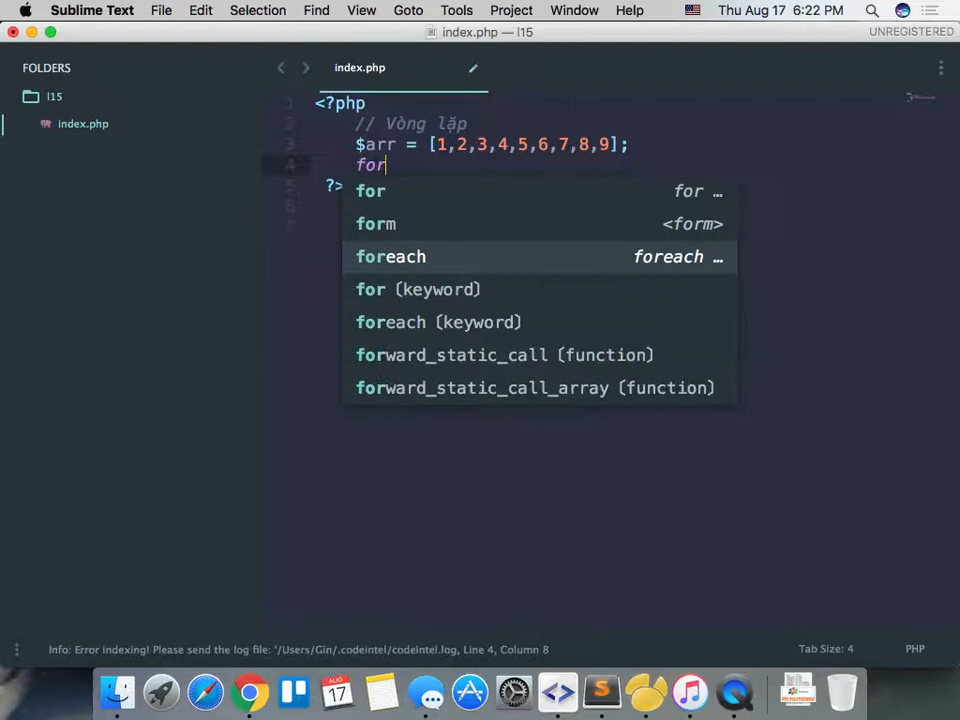 Sublime Text File Edit Selection Find View Goto Tools Project Window Help Thu Aug 17 6:22 PM
index.php — l15 UNREGISTERED
FOLDERS
l15
index.php
index.php
1 <?php
2 // Vòng lặp
3 $arr = [1,2,3,4,5,6,7,8,9];
4 for
5 ?>
6
7
for for …
form <form>
foreach foreach …
for (keyword)
foreach (keyword)
forward_static_call (function)
forward_static_call_array (function)
Info: Error indexing! Please send the log file: '/Users/Gin/.codeintel/codeintel.log, Line 4, Column 8 Tab Size: 4 PHP
AUG
17